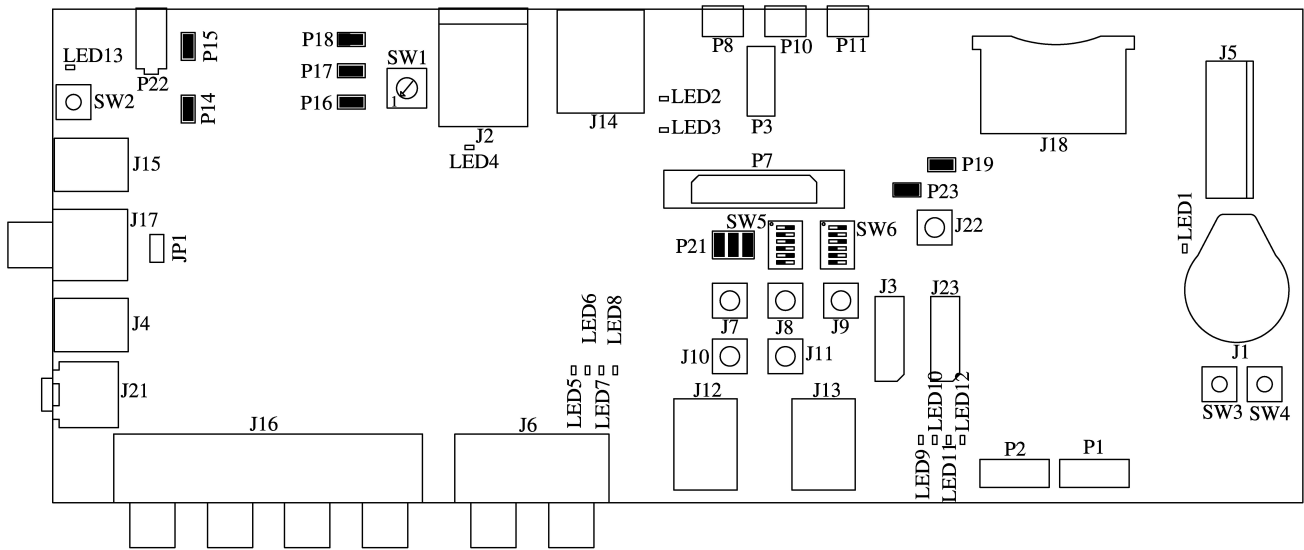 P18
P15
P8
P10
P11
LED13
P22
P17
SW1
J5
SW2
P14
P16
1
LED2
J14
J2
LED3
P3
J18
LED4
J15
P7
P19
P23
J17
JP1
SW5
SW6
J22
LED1
P21
J4
LED6
LED8
J3
J23
J7
J8
J9
J1
J10
J11
J21
LED5
LED7
J12
J13
LED10
LED12
SW3
SW4
J16
J6
P2
P1
LED9
LED11